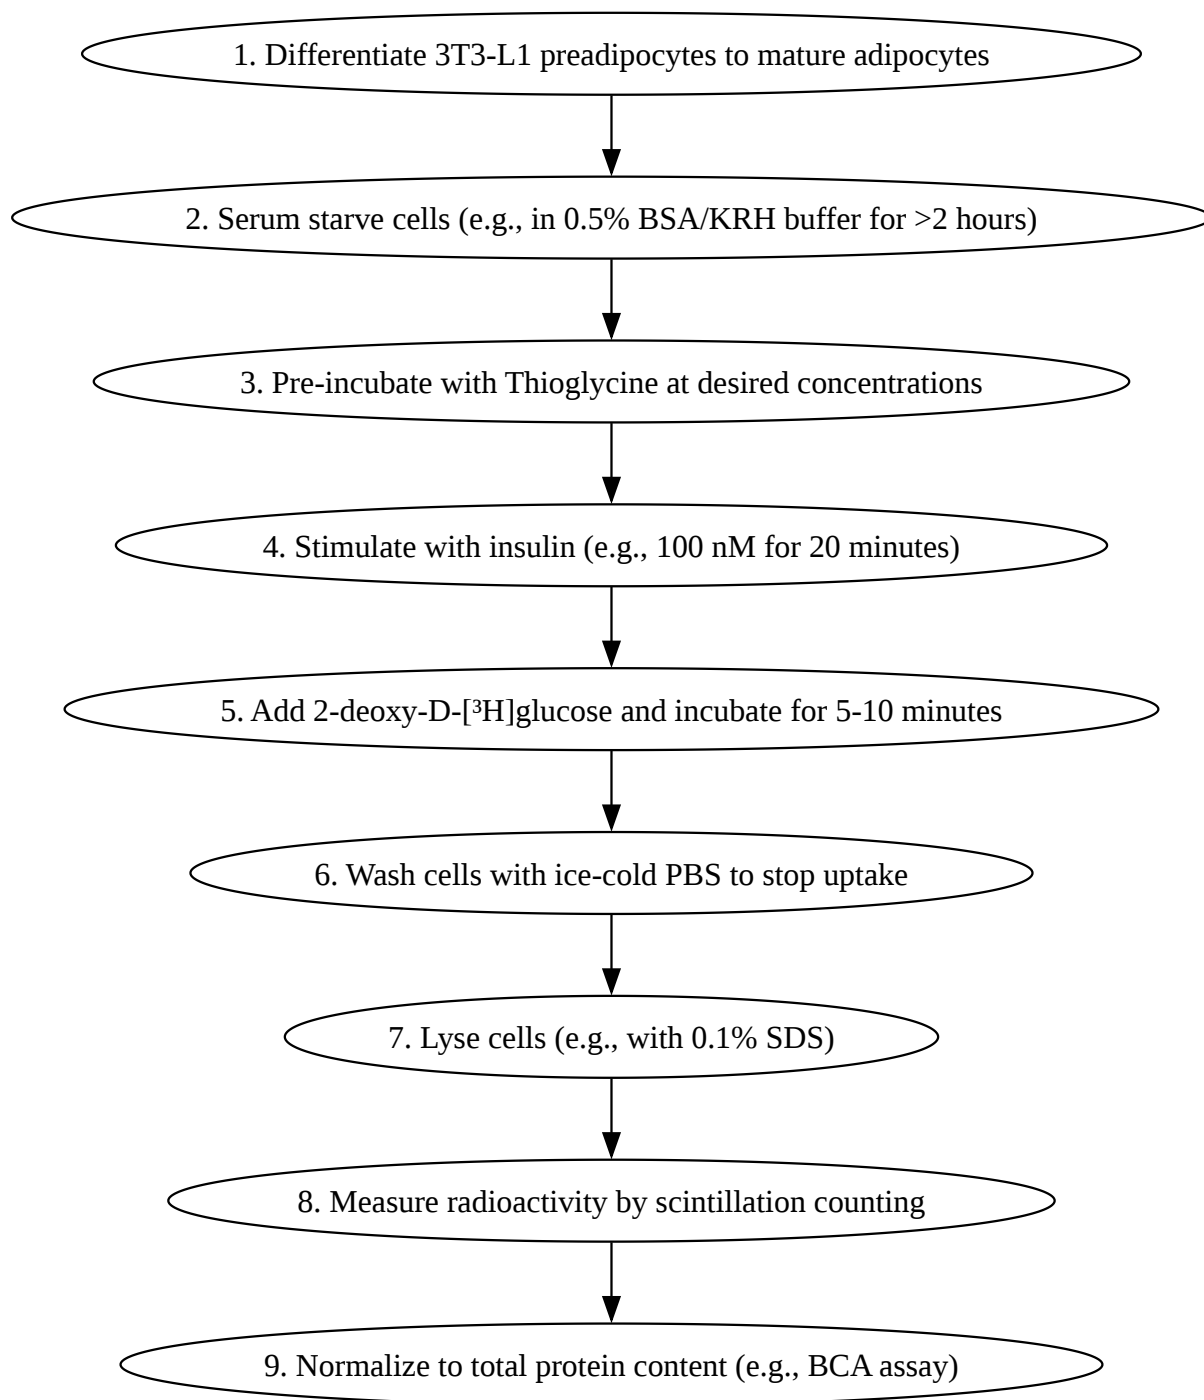 1. Differentiate 3T3-L1 preadipocytes to mature adipocytes
2. Serum starve cells (e.g., in 0.5% BSA/KRH buffer for >2 hours)
3. Pre-incubate with Thioglycine at desired concentrations
4. Stimulate with insulin (e.g., 100 nM for 20 minutes)
5. Add 2-deoxy-D-[³H]glucose and incubate for 5-10 minutes
6. Wash cells with ice-cold PBS to stop uptake
7. Lyse cells (e.g., with 0.1% SDS)
8. Measure radioactivity by scintillation counting
9. Normalize to total protein content (e.g., BCA assay)